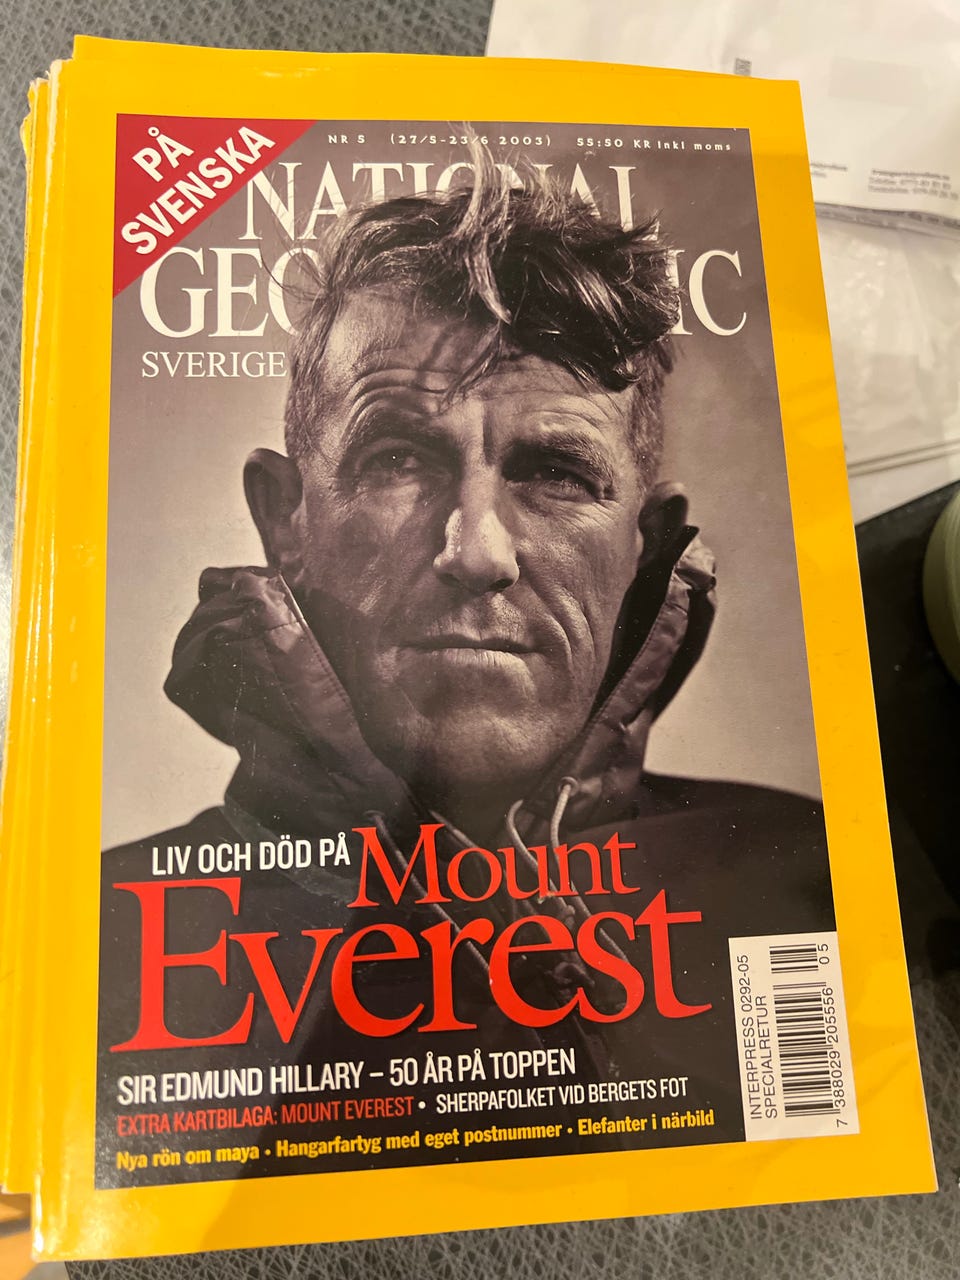 PÅ
SVENSKA
NR 5 (27/5-23/6 2003) 55:50 KR Inkl moms
NATIONAL
GEOGRAPHIC
SVERIGE
LIV OCH DÖD PÅ
Mount
Everest
SIR EDMUND HILLARY – 50 ÅR PÅ TOPPEN
EXTRA KARTBILAGA: MOUNT EVEREST • SHERPAFOLKET VID BERGETS FOT
Nya rön om maya • Hangarfartyg med eget postnummer • Elefanter i närbild
INTERPRESS 0292-05
SPECIALRETUR
7 388029 205556
05